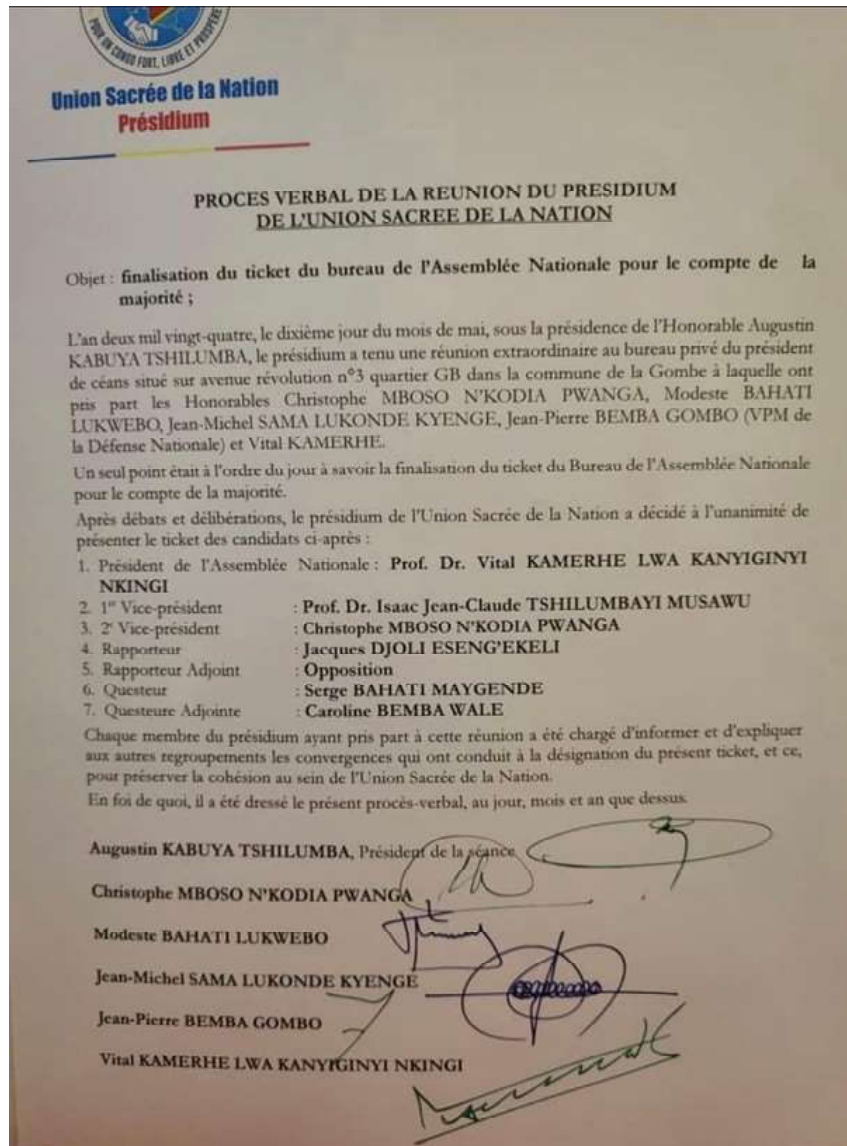 POUR UN CONGO FORT, LIBRE ET PROSPERE
Union Sacrée de la Nation
Présidium
PROCES VERBAL DE LA REUNION DU PRESIDIUM
DE L'UNION SACREE DE LA NATION
Objet : finalisation du ticket du bureau de l'Assemblée Nationale pour le compte de la
majorité ;
L'an deux mil vingt-quatre, le dixième jour du mois de mai, sous la présidence de l'Honorable Augustin
KABUYA TSHILUMBA, le présidium a tenu une réunion extraordinaire au bureau privé du président
de céans situé sur avenue révolution n°3 quartier GB dans la commune de la Gombe à laquelle ont
pris part les Honorables Christophe MBOSO N'KODIA PWANGA, Modeste BAHATI
LUKWEBO, Jean-Michel SAMA LUKONDE KYENGE, Jean-Pierre BEMBA GOMBO (VPM de
la Défense Nationale) et Vital KAMERHE.
Un seul point était à l'ordre du jour à savoir la finalisation du ticket du Bureau de l'Assemblée Nationale
pour le compte de la majorité.
Après débats et délibérations, le présidium de l'Union Sacrée de la Nation a décidé à l'unanimité de
présenter le ticket des candidats ci-après :
1. Président de l'Assemblée Nationale : Prof. Dr. Vital KAMERHE LWA KANYIGINYI
NKINGI
2. 1er Vice-président : Prof. Dr. Isaac Jean-Claude TSHILUMBAYI MUSAWU
3. 2e Vice-président : Christophe MBOSO N'KODIA PWANGA
4. Rapporteur : Jacques DJOLI ESENG'EKELI
5. Rapporteur Adjoint : Opposition
6. Questeur : Serge BAHATI MAYGENDE
7. Questeure Adjointe : Caroline BEMBA WALE
Chaque membre du présidium ayant pris part à cette réunion a été chargé d'informer et d'expliquer
aux autres regroupements les convergences qui ont conduit à la désignation du présent ticket, et ce,
pour préserver la cohésion au sein de l'Union Sacrée de la Nation.
En foi de quoi, il a été dressé le présent procès-verbal, au jour, mois et an que dessus.
Augustin KABUYA TSHILUMBA, Président de la séance
Christophe MBOSO N'KODIA PWANGA
Modeste BAHATI LUKWEBO
Jean-Michel SAMA LUKONDE KYENGE
Jean-Pierre BEMBA GOMBO
Vital KAMERHE LWA KANYIGINYI NKINGI